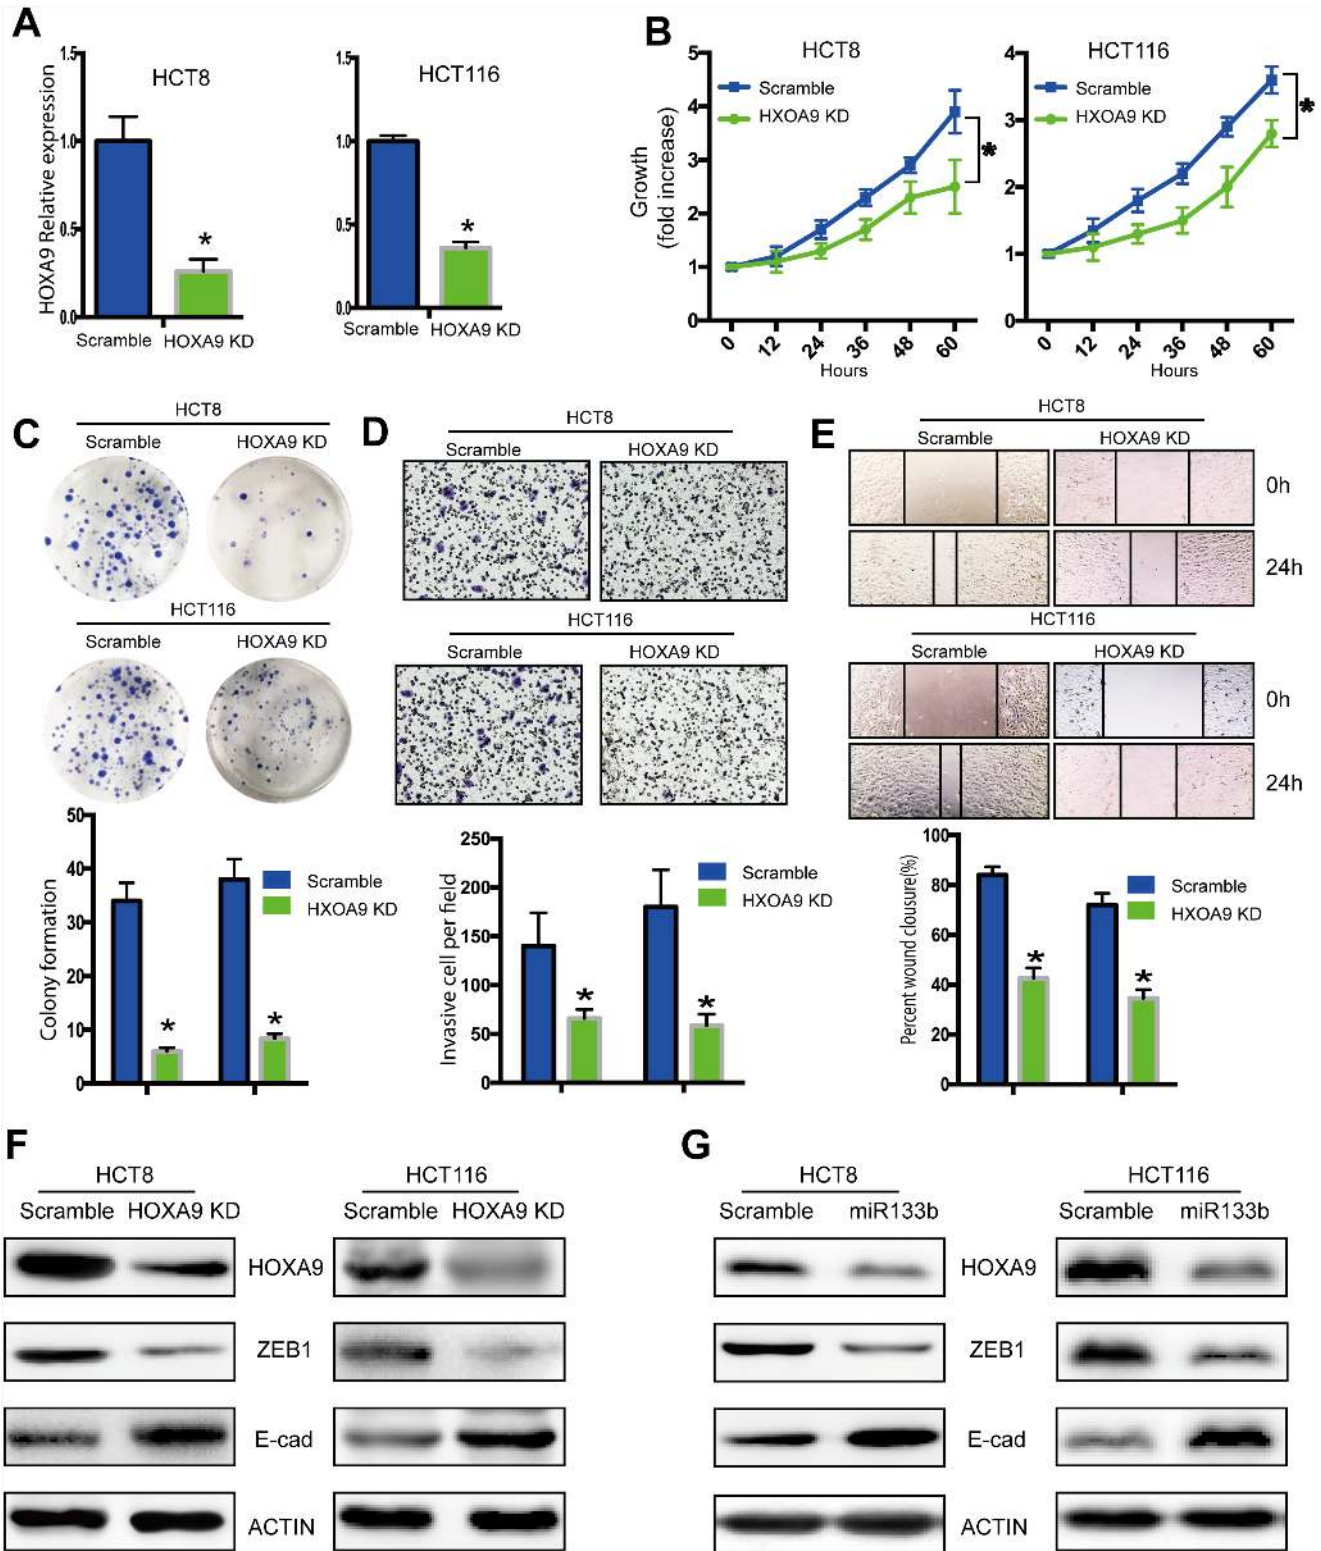 A
HOXA9 Relative expression
1.5
1.0
0.5
0.0
HCT8
*
Scramble HOXA9 KD
1.5
1.0
0.5
0.0
HCT116
*
Scramble HOXA9 KD
B
Growth
(fold increase)
5
4
3
2
1
0
HCT8
Scramble
HXOA9 KD
*
0 12 24 36 48 60
Hours
4
3
2
1
0
HCT116
Scramble
HXOA9 KD
*
0 12 24 36 48 60
Hours
C
HCT8
Scramble HOXA9 KD
HCT116
Scramble HOXA9 KD
Colony formation
50
40
30
20
10
0
Scramble
HXOA9 KD
* *
D
HCT8
Scramble HOXA9 KD
HCT116
Scramble HOXA9 KD
Invasive cell per field
250
200
150
100
50
0
Scramble
HXOA9 KD
* *
E
HCT8
Scramble HOXA9 KD
0h
24h
HCT116
Scramble HOXA9 KD
0h
24h
Percent wound clousure(%)
100
80
60
40
20
0
Scramble
HXOA9 KD
* *
F
HCT8 HCT116
Scramble HOXA9 KD Scramble HOXA9 KD
HOXA9
ZEB1
E-cad
ACTIN
G
HCT8 HCT116
Scramble miR133b Scramble miR133b
HOXA9
ZEB1
E-cad
ACTIN